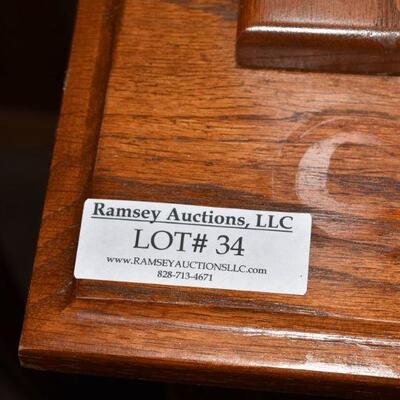 Ramsey Auctions, LLC
LOT# 34
www.RAMSEYAUCTIONSLLC.com
828-713-4671